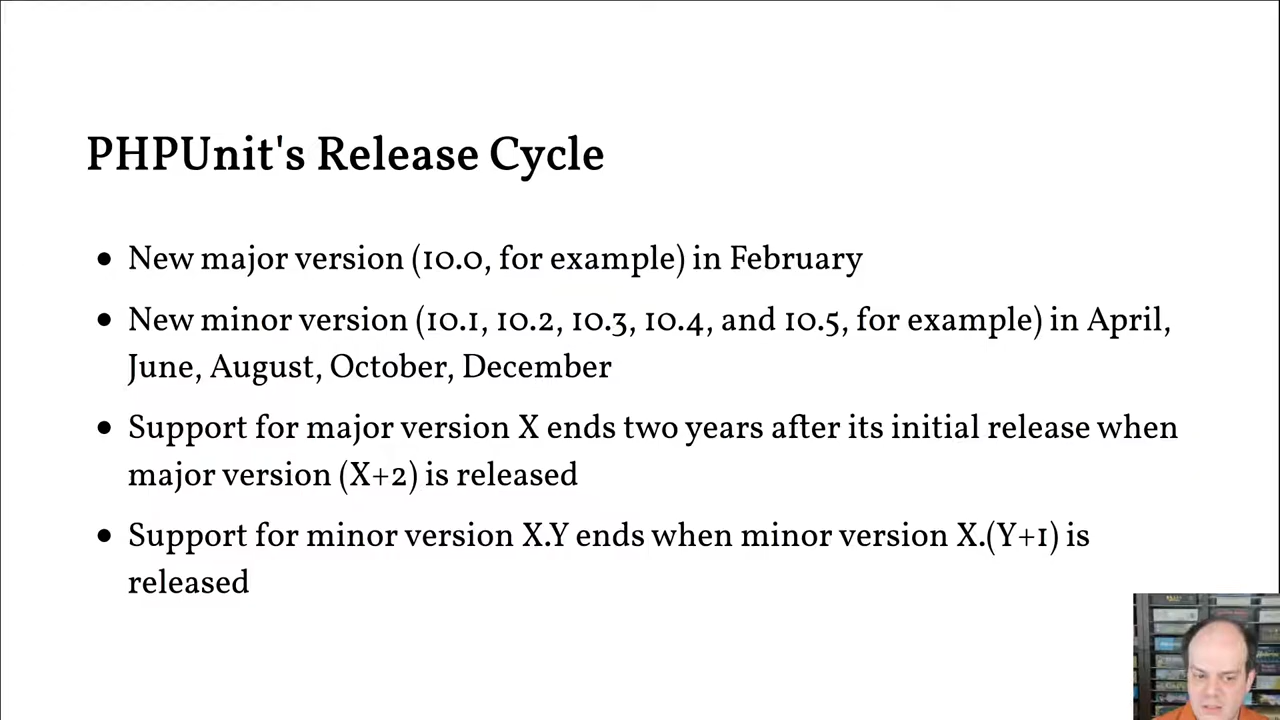 PHPUnit's Release Cycle
• New major version (10.0, for example) in February
• New minor version (10.1, 10.2, 10.3, 10.4, and 10.5, for example) in April,
June, August, October, December
• Support for major version X ends two years after its initial release when
major version (X+2) is released
• Support for minor version X.Y ends when minor version X.(Y+1) is
released